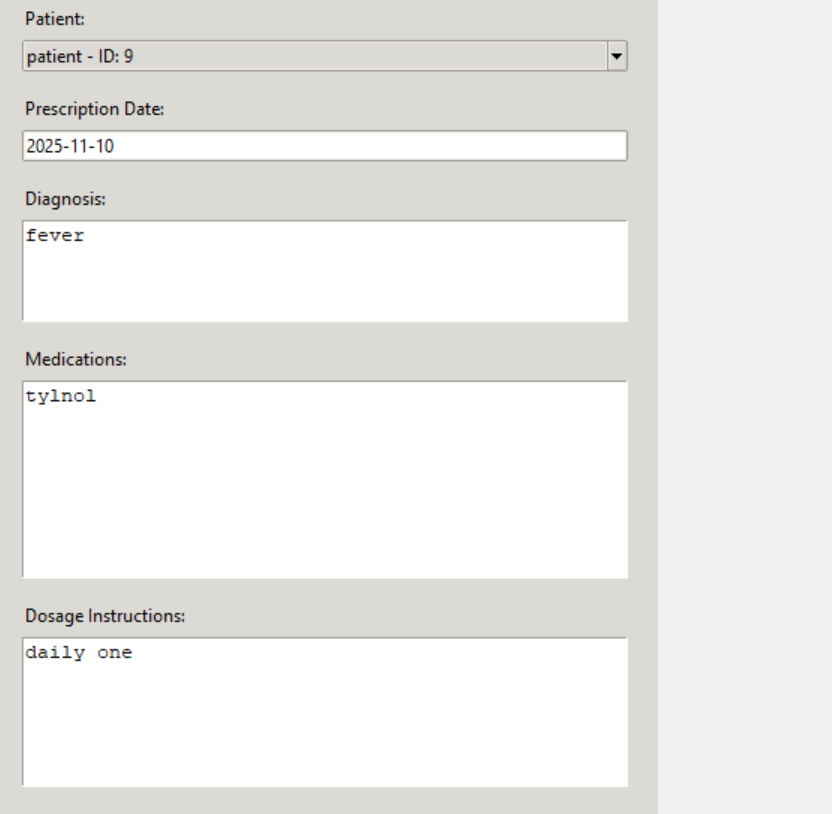 Patient:
patient - ID: 9
Prescription Date:
2025-11-10
Diagnosis:
fever
Medications:
tylnol
Dosage Instructions:
daily one